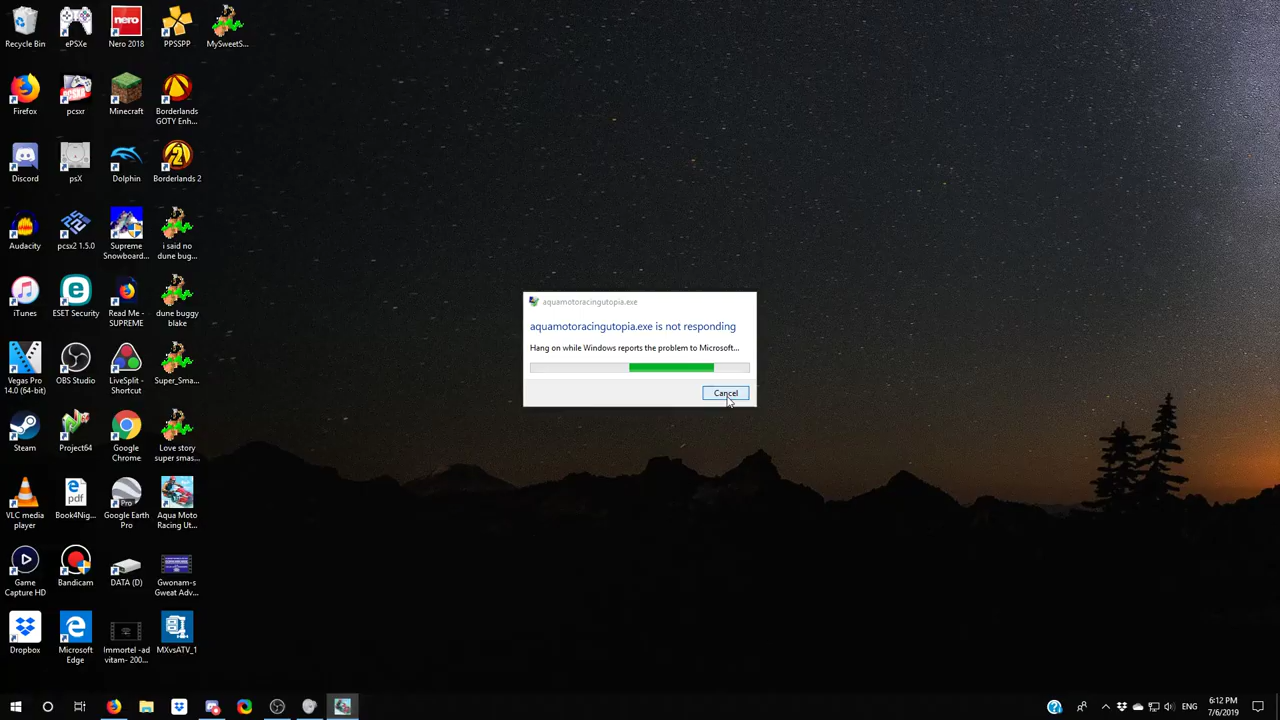 Recycle Bin
ePSXe
Nero 2018
PPSSPP
MySweetS...
Firefox
pcsxr
Minecraft
Borderlands
GOTY Enh...
Discord
psX
Dolphin
Borderlands 2
Audacity
pcsx2 1.5.0
Supreme
Snowboard...
i said no
dune bug...
iTunes
ESET Security
Read Me -
SUPREME
dune buggy
blake
Vegas Pro
14.0 (64-bit)
OBS Studio
LiveSplit -
Shortcut
Super_Sma...
Steam
Project64
Google
Chrome
Love story
super smas...
VLC media
player
Book4Nig...
Google Earth
Pro
Aqua Moto
Racing Ut...
Game
Capture HD
Bandicam
DATA (D)
Gwonam-s
Gweat Adv...
Dropbox
Microsoft
Edge
Immortel -ad
vitam- 200...
MXvsATV_1
nero
pdf
Pro
aquamotoracingutopia.exe
aquamotoracingutopia.exe is not responding
Hang on while Windows reports the problem to Microsoft...
Cancel
ENG
6:12 PM
7/6/2019